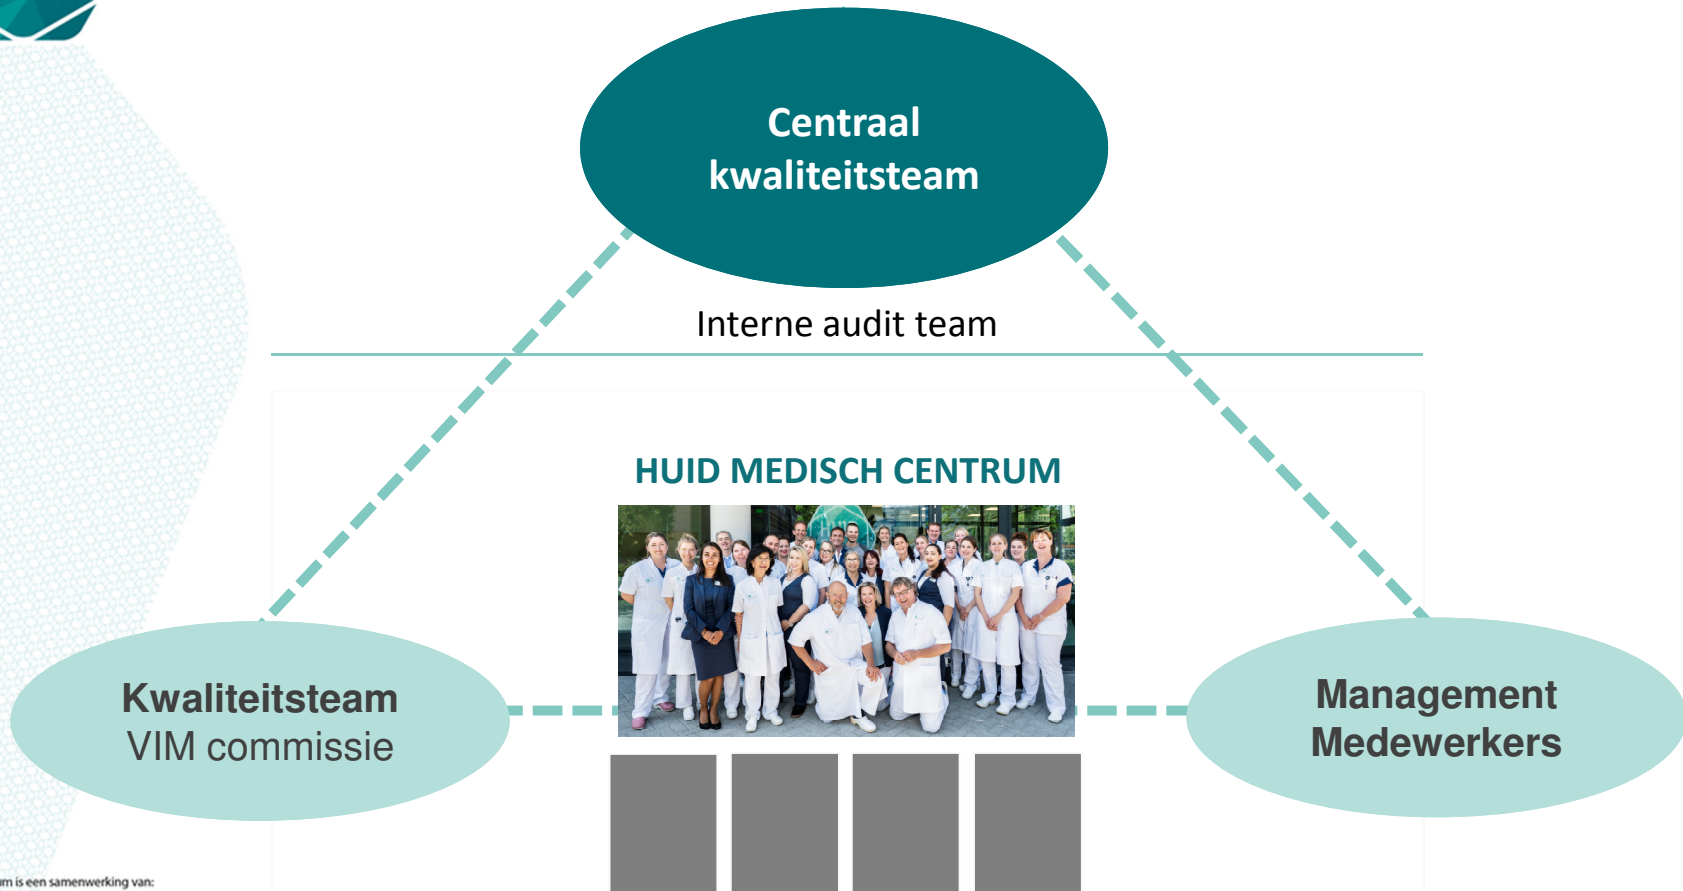 Centraal
kwaliteitsteam
Interne audit team
HUID MEDISCH CENTRUM
Kwaliteitsteam
VIM commissie
Management
Medewerkers
is een samenwerking van: